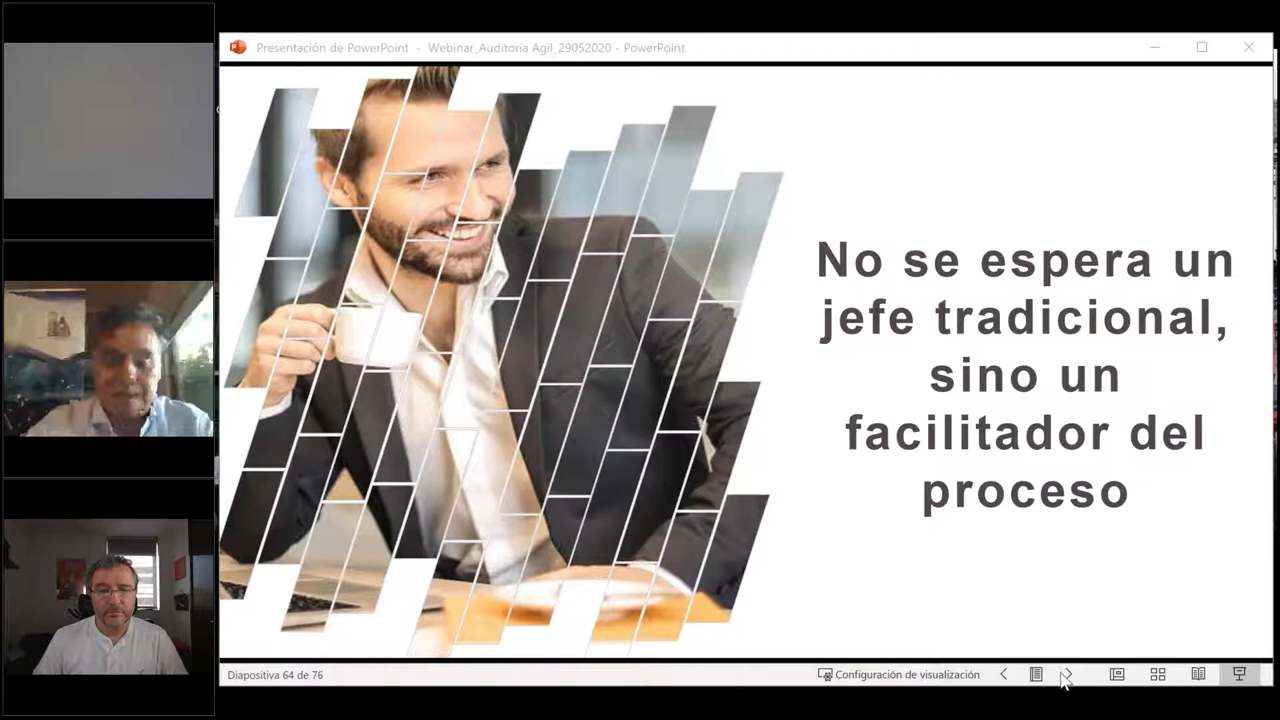 Presentación de PowerPoint - Webinar_Auditoría Agil_29052020 - PowerPoint
No se espera un
jefe tradicional,
sino un
facilitador del
proceso
Diapositiva 64 de 76
Configuración de visualización